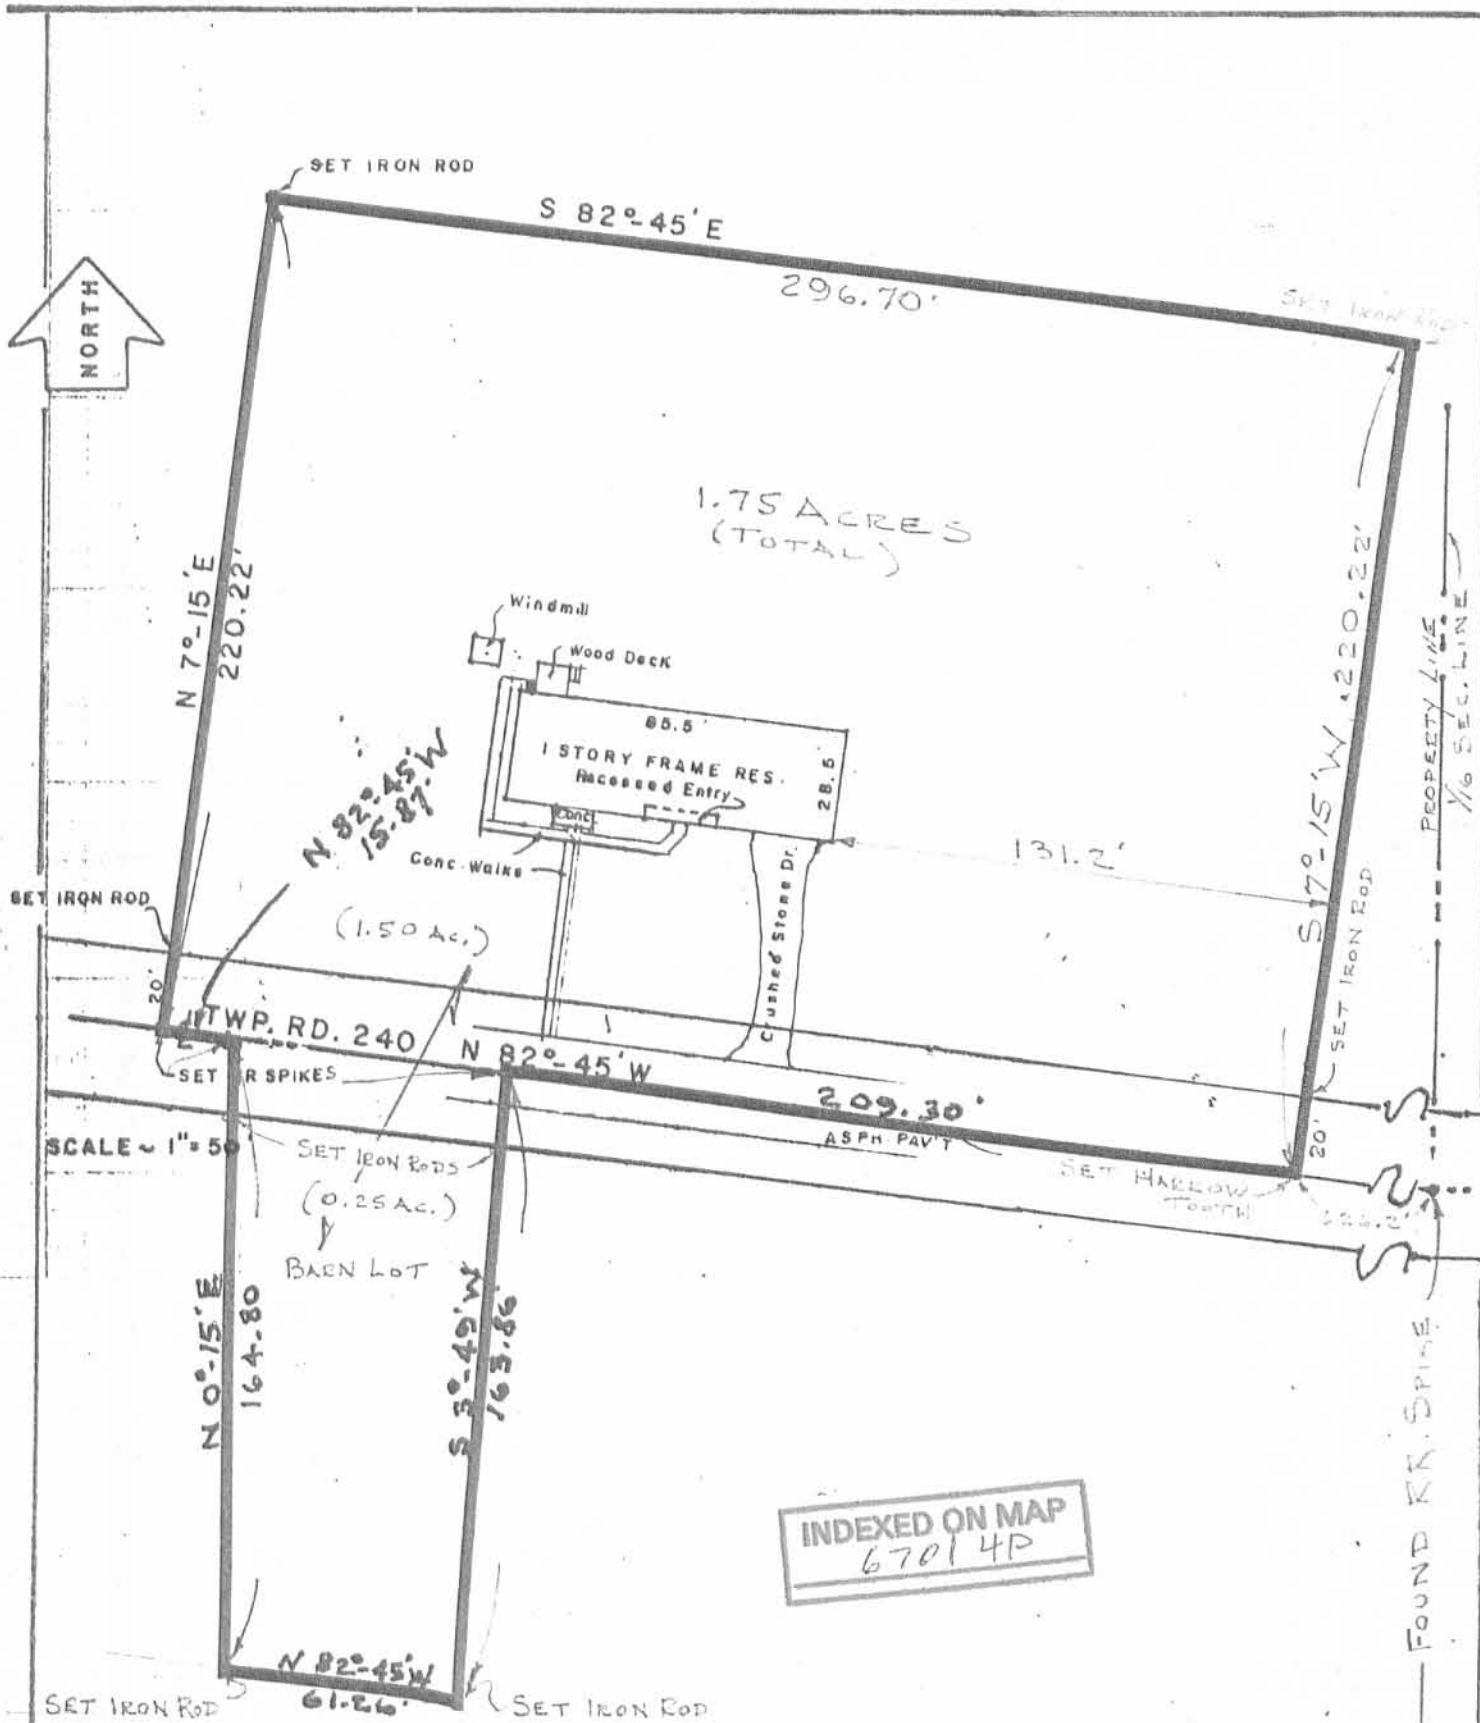 SET IRON ROD
S 82°-45' E
296.70'
SET IRON ROD
NORTH
1.75 ACRES
(TOTAL)
N 7°-15' E
220.22'
S 7°-15' W 220.22'
PROPERTY LINE
1/16 SEC. LINE
Windmill
Wood Deck
85.5'
1 STORY FRAME RES.
Recessed Entry
28.5'
Conc.
Conc. Walks
N 82°-45' W
15.87'
131.2'
Crushed Stone Dr.
SET IRON ROD
(1.50 Ac.)
SET IRON ROD
20'
TWP. RD. 240
N 82°-45' W
209.30'
SET R SPIKES
ASPH. PAV'T
20'
SCALE ~ 1" = 50
SET IRON RODS
SET HARROW
TOOTH
(0.25 Ac.)
BARN LOT
N 0°-15' E
164.80
S 3°-49' W
163.86'
FOUND RR. SPIKE
INDEXED ON MAP
6701 4P
N 82°-45' W
61.26'
SET IRON ROD
SET IRON ROD